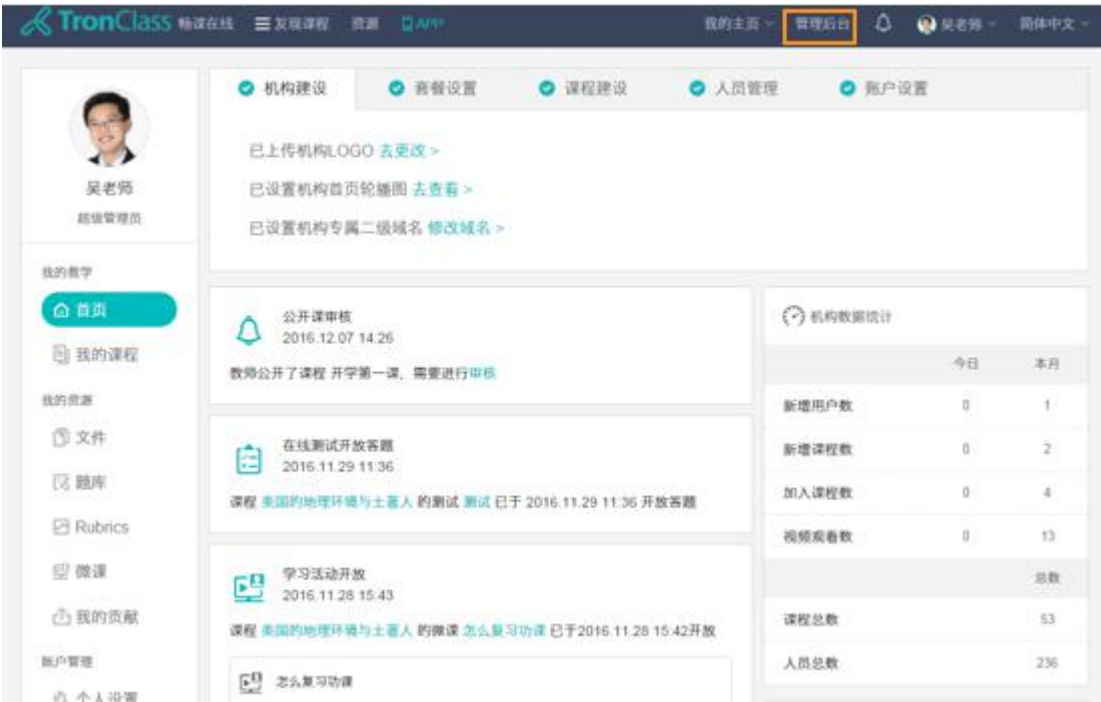 TronClass 畅课在线 发现课程 资源 APP 我的主页 管理后台 吴老师 简体中文
吴老师
超级管理员
我的教学
首页
我的课程
我的资源
文件
题库
Rubrics
微课
我的贡献
账户管理
个人设置
机构建设 套餐设置 课程建设 人员管理 账户设置
已上传机构LOGO 去更改 >
已设置机构首页轮播图 去查看 >
已设置机构专属二级域名 修改域名 >
公开课审核
2016.12.07 14:26
教师公开了课程 开学第一课, 需要进行审核
在线测试开放答题
2016.11.29 11:36
课程 美国的地理环境与土著人 的测试 测试 已于 2016.11.29 11:36 开放答题
学习活动开放
2016.11.28 15:43
课程 美国的地理环境与土著人 的微课 怎么复习功课 已于2016.11.28 15:42开放
怎么复习功课
机构数据统计
今日 本月
新增用户数 0 1
新增课程数 0 2
加入课程数 0 4
视频观看数 0 13
总数
课程总数 53
人员总数 236